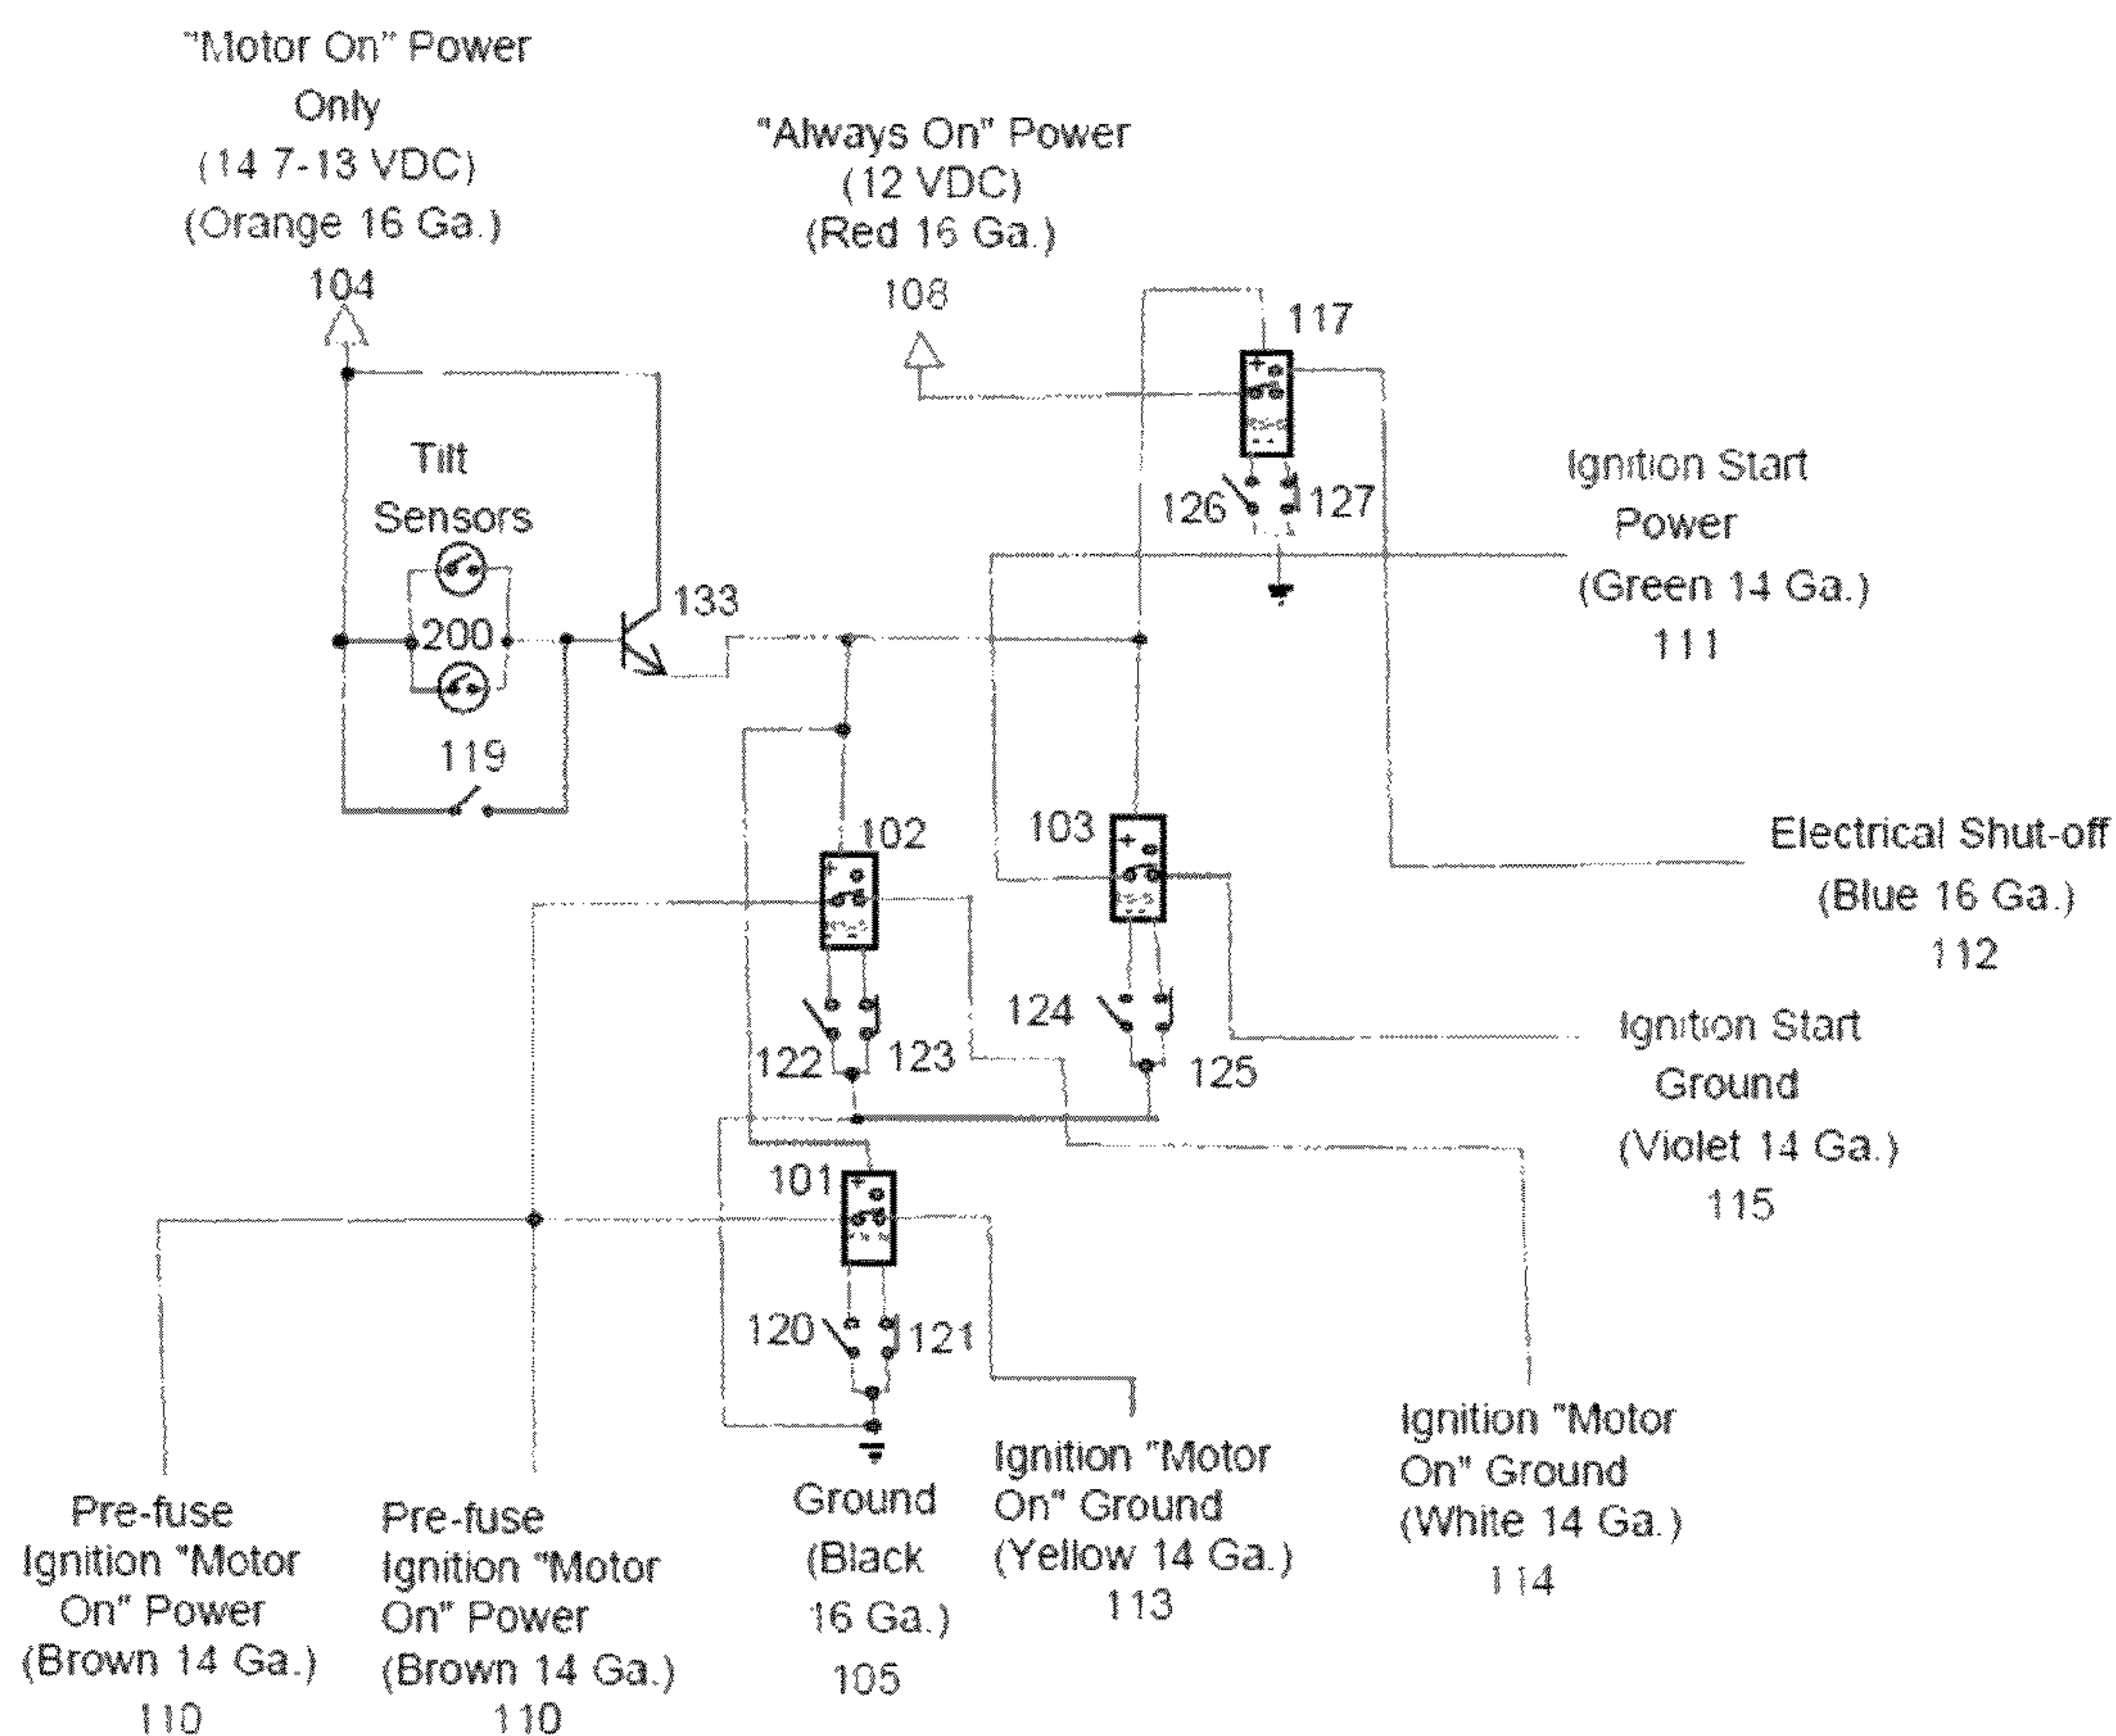 "Motor On" Power
Only
(14 7-13 VDC)
(Orange 16 Ga.)
104
"Always On" Power
(12 VDC)
(Red 16 Ga.)
108
117
Tilt
Sensors
200
119
133
126
127
Ignition Start
Power
(Green 14 Ga.)
111
102
103
Electrical Shut-off
(Blue 16 Ga.)
112
122
123
124
125
Ignition Start
Ground
(Violet 14 Ga.)
115
101
120
121
Pre-fuse
Ignition "Motor
On" Power
(Brown 14 Ga.)
110
Pre-fuse
Ignition "Motor
On" Power
(Brown 14 Ga.)
110
Ground
(Black
16 Ga.)
105
Ignition "Motor
On" Ground
(Yellow 14 Ga.)
113
Ignition "Motor
On" Ground
(White 14 Ga.)
114